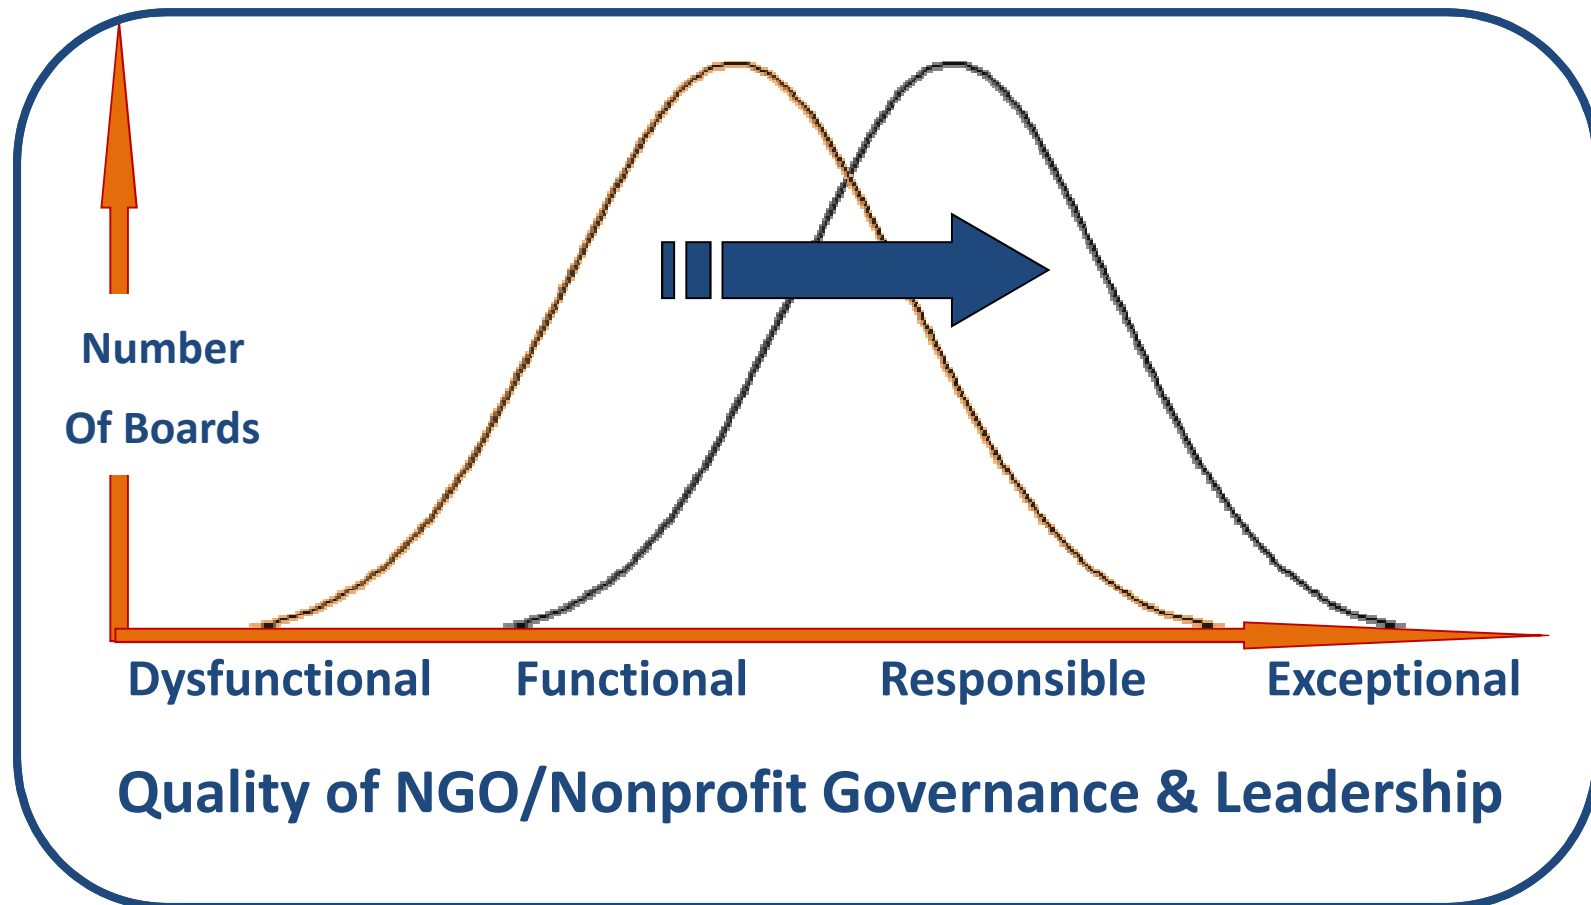 Number
Of Boards
Dysfunctional Functional Responsible Exceptional
Quality of NGO/Nonprofit Governance & Leadership